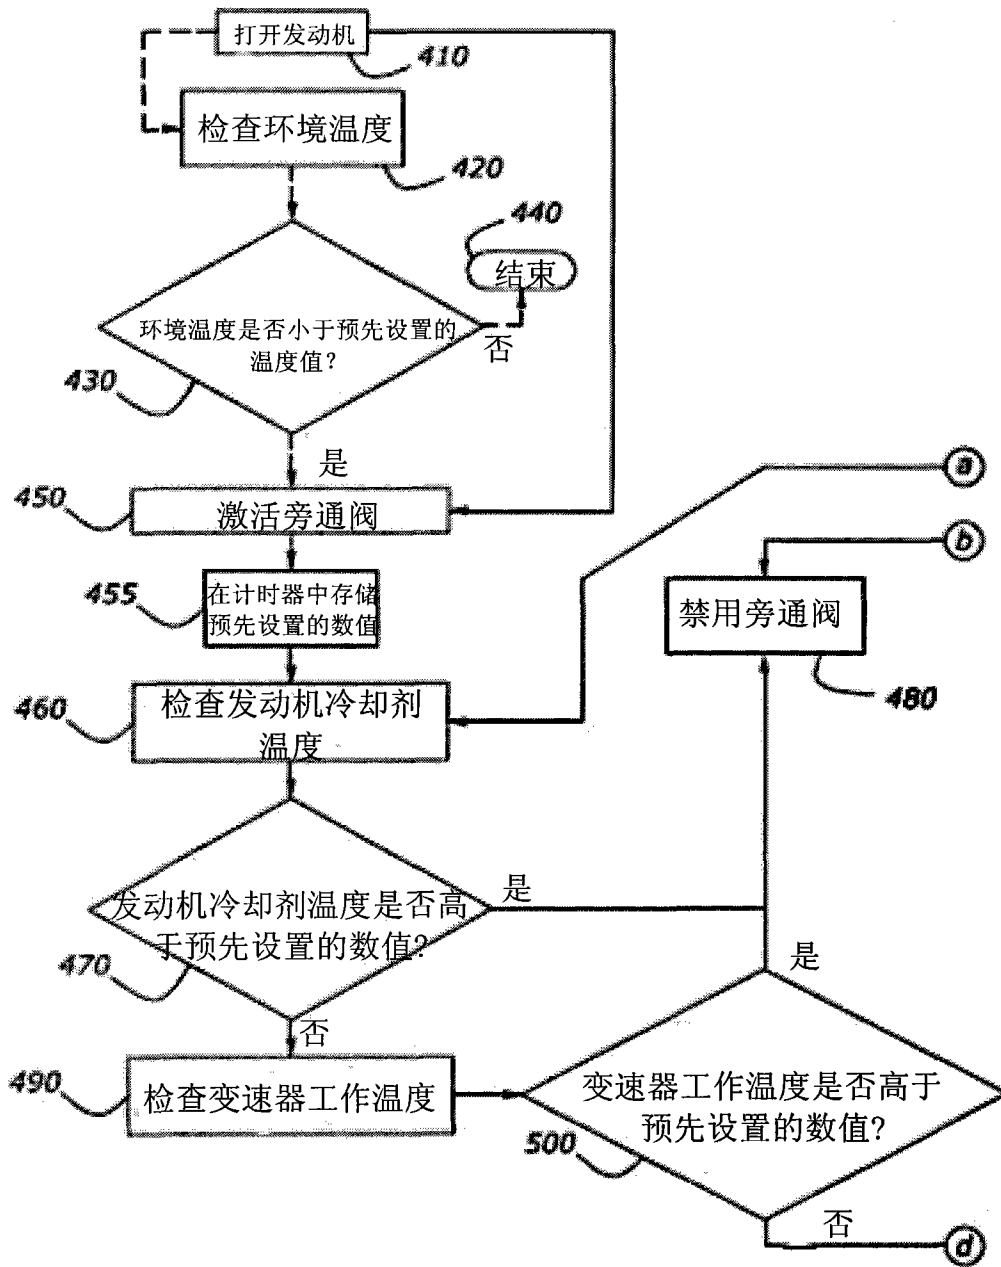 打开发动机
410
检查环境温度
420
440
结束
环境温度是否小于预先设置的
温度值?
否
430
是
450
激活旁通阀
a
b
455
在计时器中存储
预先设置的数值
禁用旁通阀
480
460
检查发动机冷却剂
温度
发动机冷却剂温度是否高
于预先设置的数值?
是
470
否
是
490
检查变速器工作温度
变速器工作温度是否高于
预先设置的数值?
500
否
d